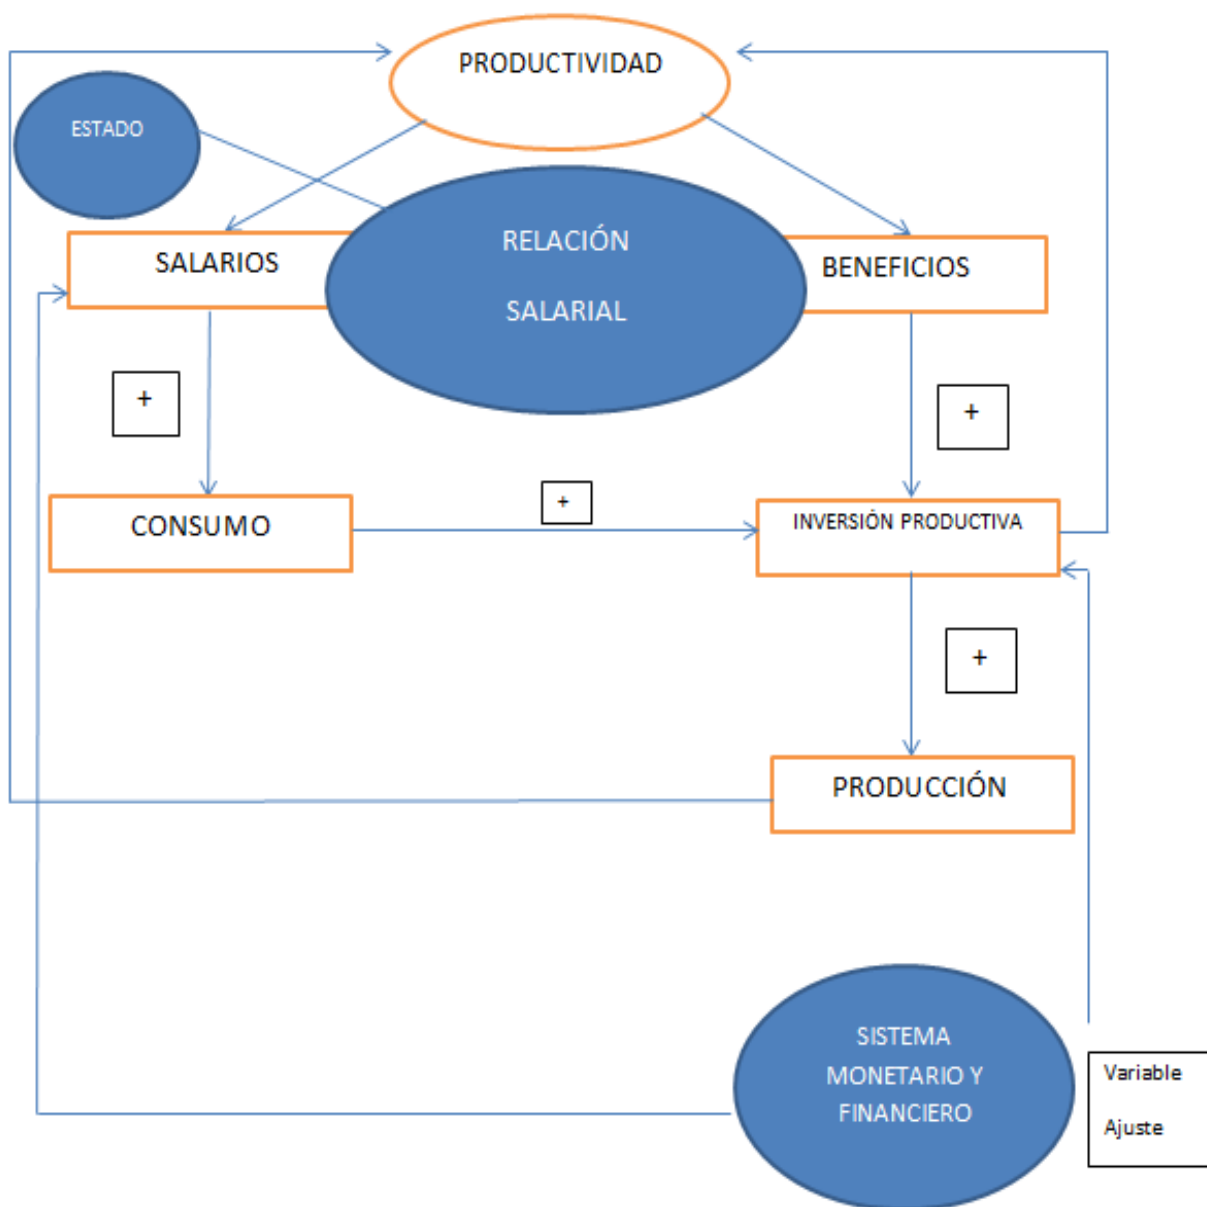 PRODUCTIVIDAD
ESTADO
RELACIÓN
SALARIAL
SALARIOS
BENEFICIOS
+
+
+
CONSUMO
INVERSIÓN PRODUCTIVA
+
PRODUCCIÓN
SISTEMA
MONETARIO Y
FINANCIERO
Variable
Ajuste